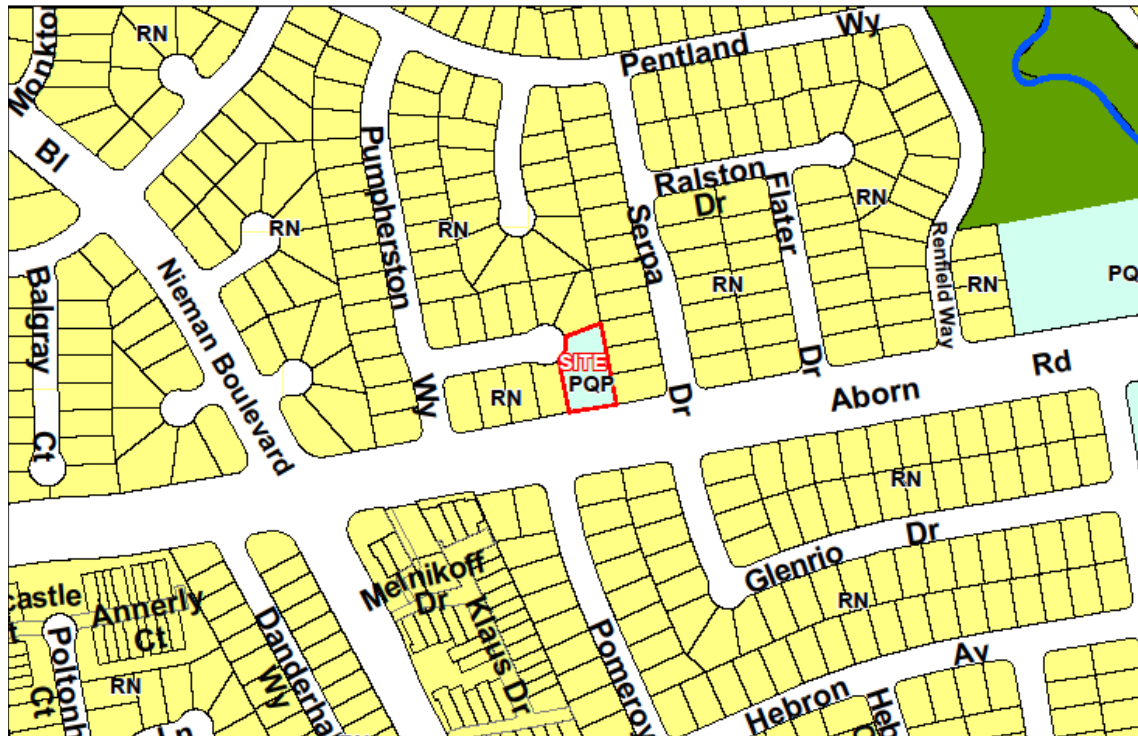 Monkto
RN
Wy
Pentland
Bl
Pumpherston
Ralston
Dr
Flater
RN
Serpa
RN
RN
Renfield Way
Balgray
Nieman Boulevard
RN
RN
PQ
SITE
PQP
Rd
Dr
Aborn
Wy
RN
Dr
Ct
RN
Dr
Glenrio
Melnikoff
Dr
castle
Annerly
Ct
RN
Klaus Dr
Danderha
Wy
Pomeroy
Poltonh
Ct
RN
Av
Hebron
Heb
Ln